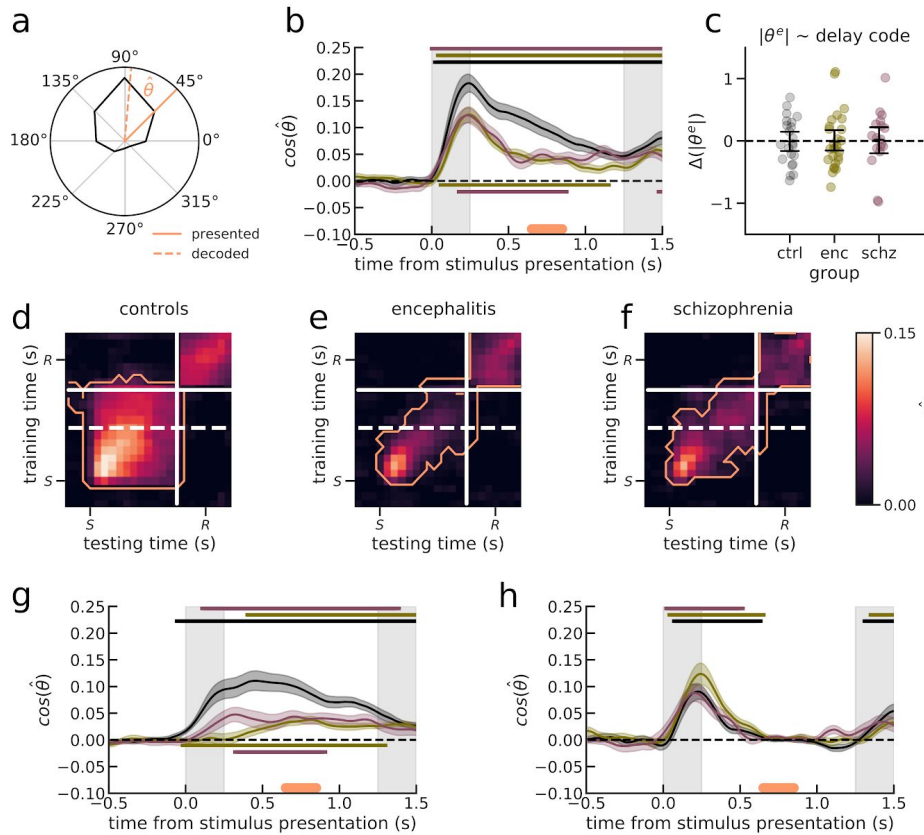 a
90°
135°
45°
θ̂
180°
0°
225°
315°
270°
presented
decoded
b
0.25
0.20
0.15
0.10
0.05
0.00
−0.05
−0.10
cos(θ̂)
−0.5 0.0 0.5 1.0 1.5
time from stimulus presentation (s)
c
|θᵉ| ~ delay code
1
0
−1
Δ(|θᵉ|)
ctrl enc schz
group
d
controls
R
S
training time (s)
S R
testing time (s)
e
encephalitis
R
S
training time (s)
S R
testing time (s)
f
schizophrenia
R
S
training time (s)
S R
testing time (s)
0.15
0.00
g
0.25
0.20
0.15
0.10
0.05
0.00
−0.05
−0.10
cos(θ̂)
−0.5 0.0 0.5 1.0 1.5
time from stimulus presentation (s)
h
0.25
0.20
0.15
0.10
0.05
0.00
−0.05
−0.10
cos(θ̂)
−0.5 0.0 0.5 1.0 1.5
time from stimulus presentation (s)